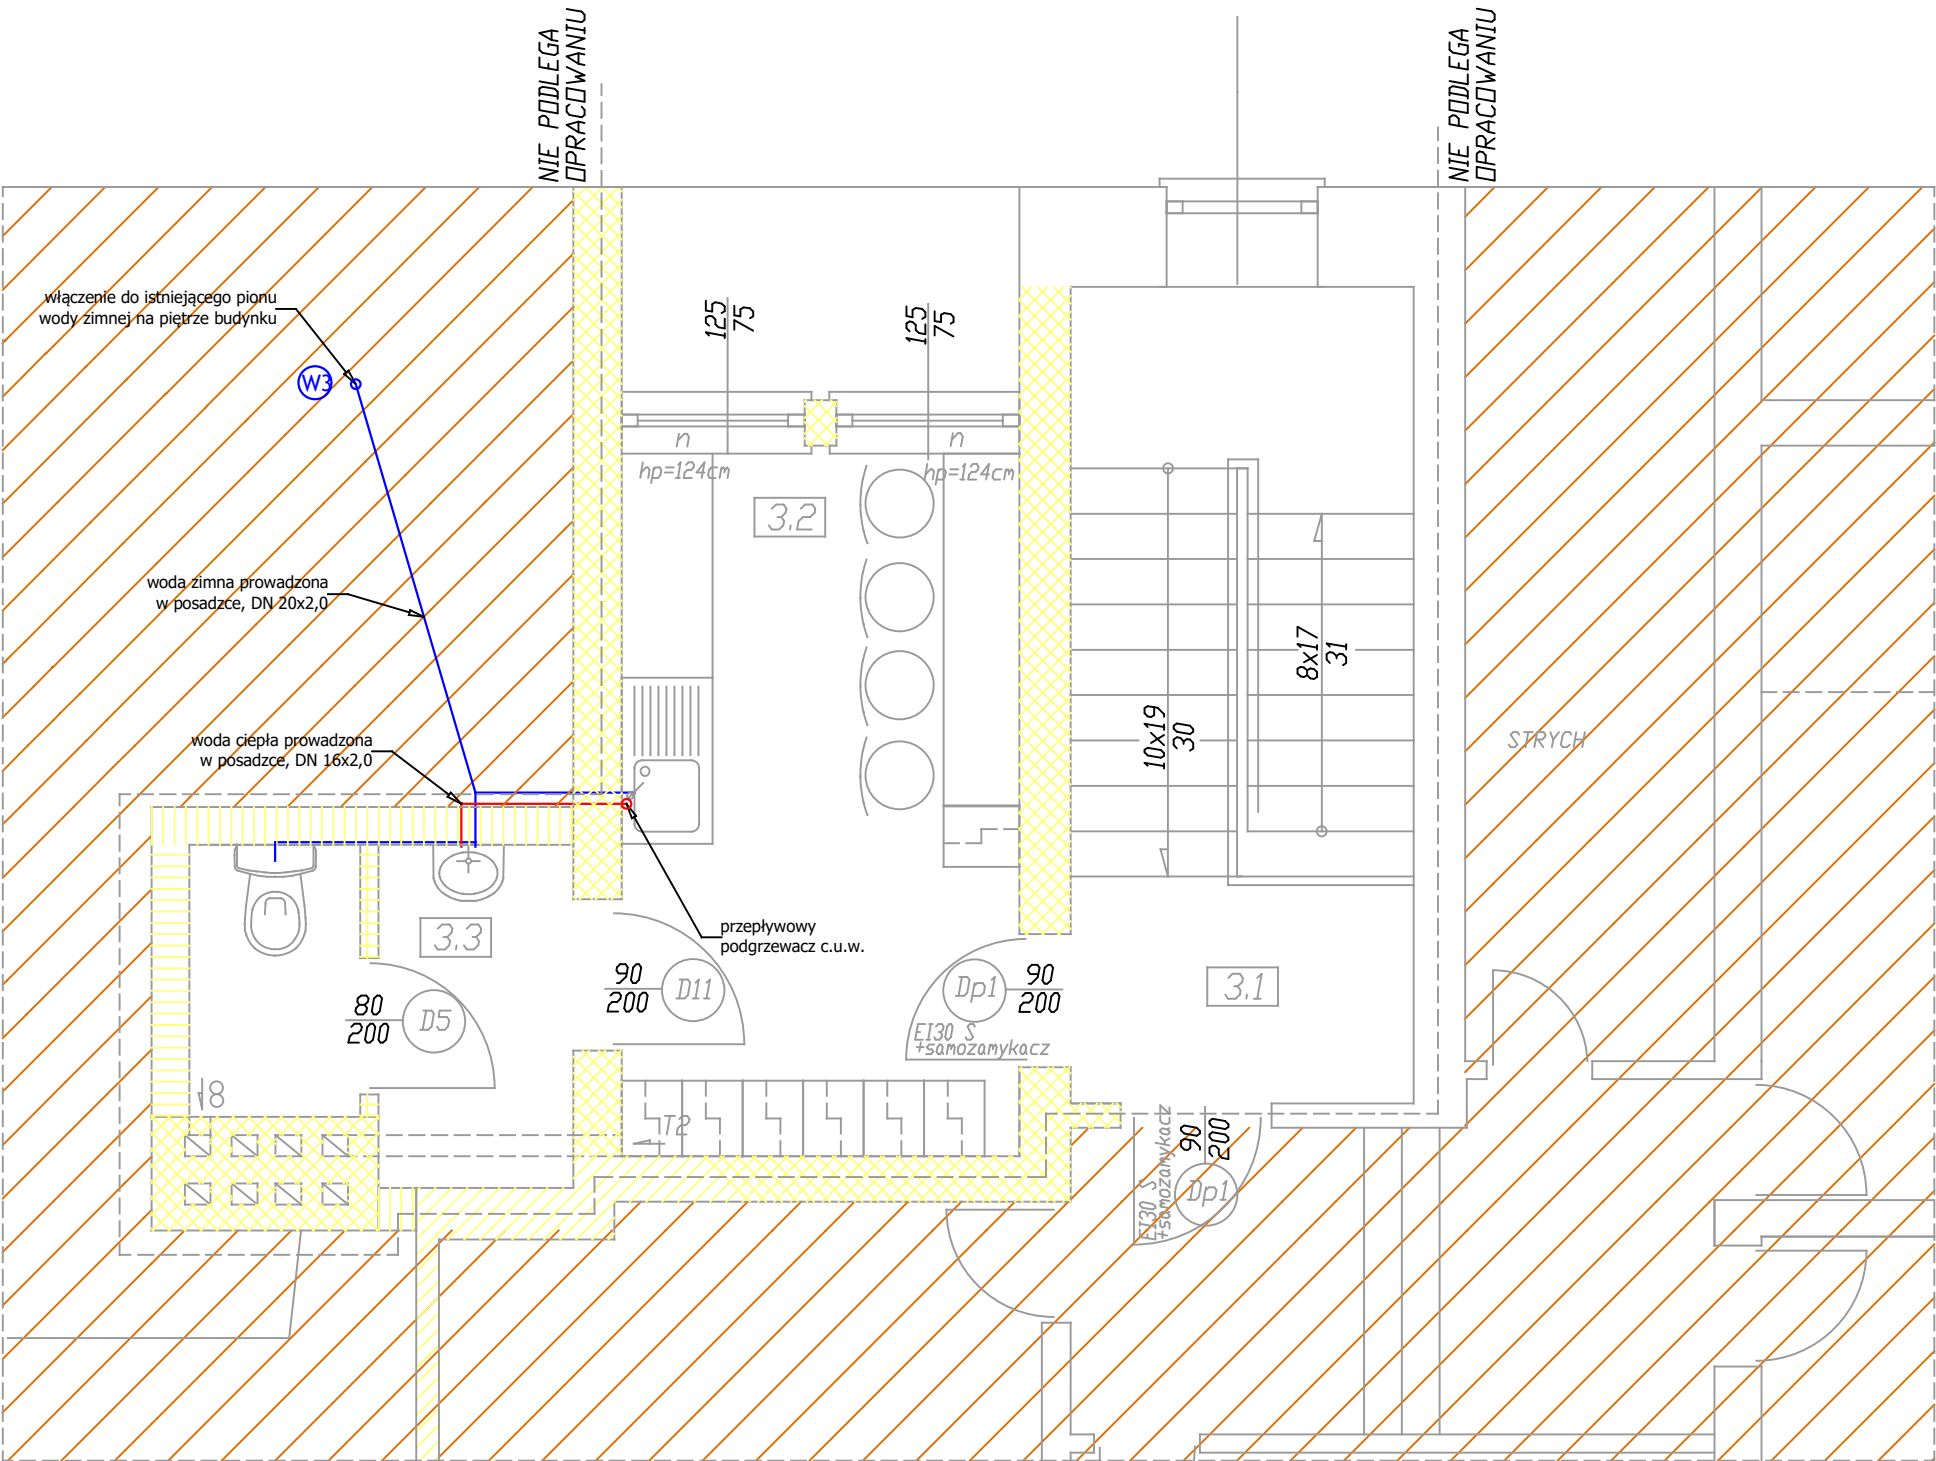 NIE PODLEGA
OPRACOWANIU
NIE PODLEGA
OPRACOWANIU
włączenie do istniejącego pionu
wody zimnej na piętrze budynku
W3
125
75
125
75
n
hp=124cm
n
hp=124cm
3.2
woda zimna prowadzona
w posadzce, DN 20x2,0
8x17
31
10x19
30
STRYCH
woda ciepła prowadzona
w posadzce, DN 16x2,0
przepływowy
podgrzewacz c.u.w.
3.3
90
200
D11
Dp1
90
200
3.1
80
200
D5
EI30 S
+samozamykacz
8
T2
90
200
EI30 S
+samozamykacz
Dp1